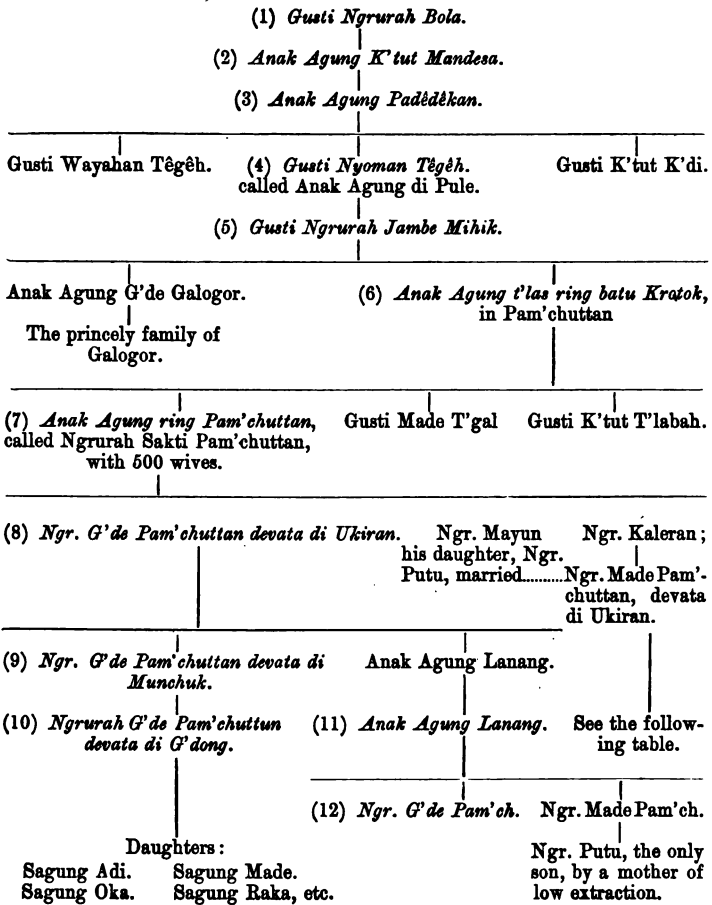 (1) Gusti Ngrurah Bola.
(2) Anak Agung K'tut Mandesa.
(3) Anak Agung Padêdêkan.
Gusti Wayahan Têgêh. (4) Gusti Nyoman Têgêh. Gusti K'tut K'di.
called Anak Agung di Pule.
(5) Gusti Ngrurah Jambe Mihik.
Anak Agung G'de Galogor. (6) Anak Agung t'las ring batu Krotok,
in Pam'chuttan
The princely family of
Galogor.
(7) Anak Agung ring Pam'chuttan, Gusti Made T'gal Gusti K'tut T'labah.
called Ngrurah Sakti Pam'chuttan,
with 500 wives.
(8) Ngr. G'de Pam'chuttan devata di Ukiran. Ngr. Mayun Ngr. Kaleran;
his daughter, Ngr.
Putu, married..........Ngr. Made Pam'-
chuttan, devata
di Ukiran.
(9) Ngr. G'de Pam'chuttan devata di Anak Agung Lanang.
Munchuk.
(10) Ngrurah G'de Pam'chuttun (11) Anak Agung Lanang. See the follow-
devata di G'dong. ing table.
(12) Ngr. G'de Pam'ch. Ngr. Made Pam'ch.
Daughters: Ngr. Putu, the only
Sagung Adi. Sagung Made. son, by a mother of
Sagung Oka. Sagung Raka, etc. low extraction.